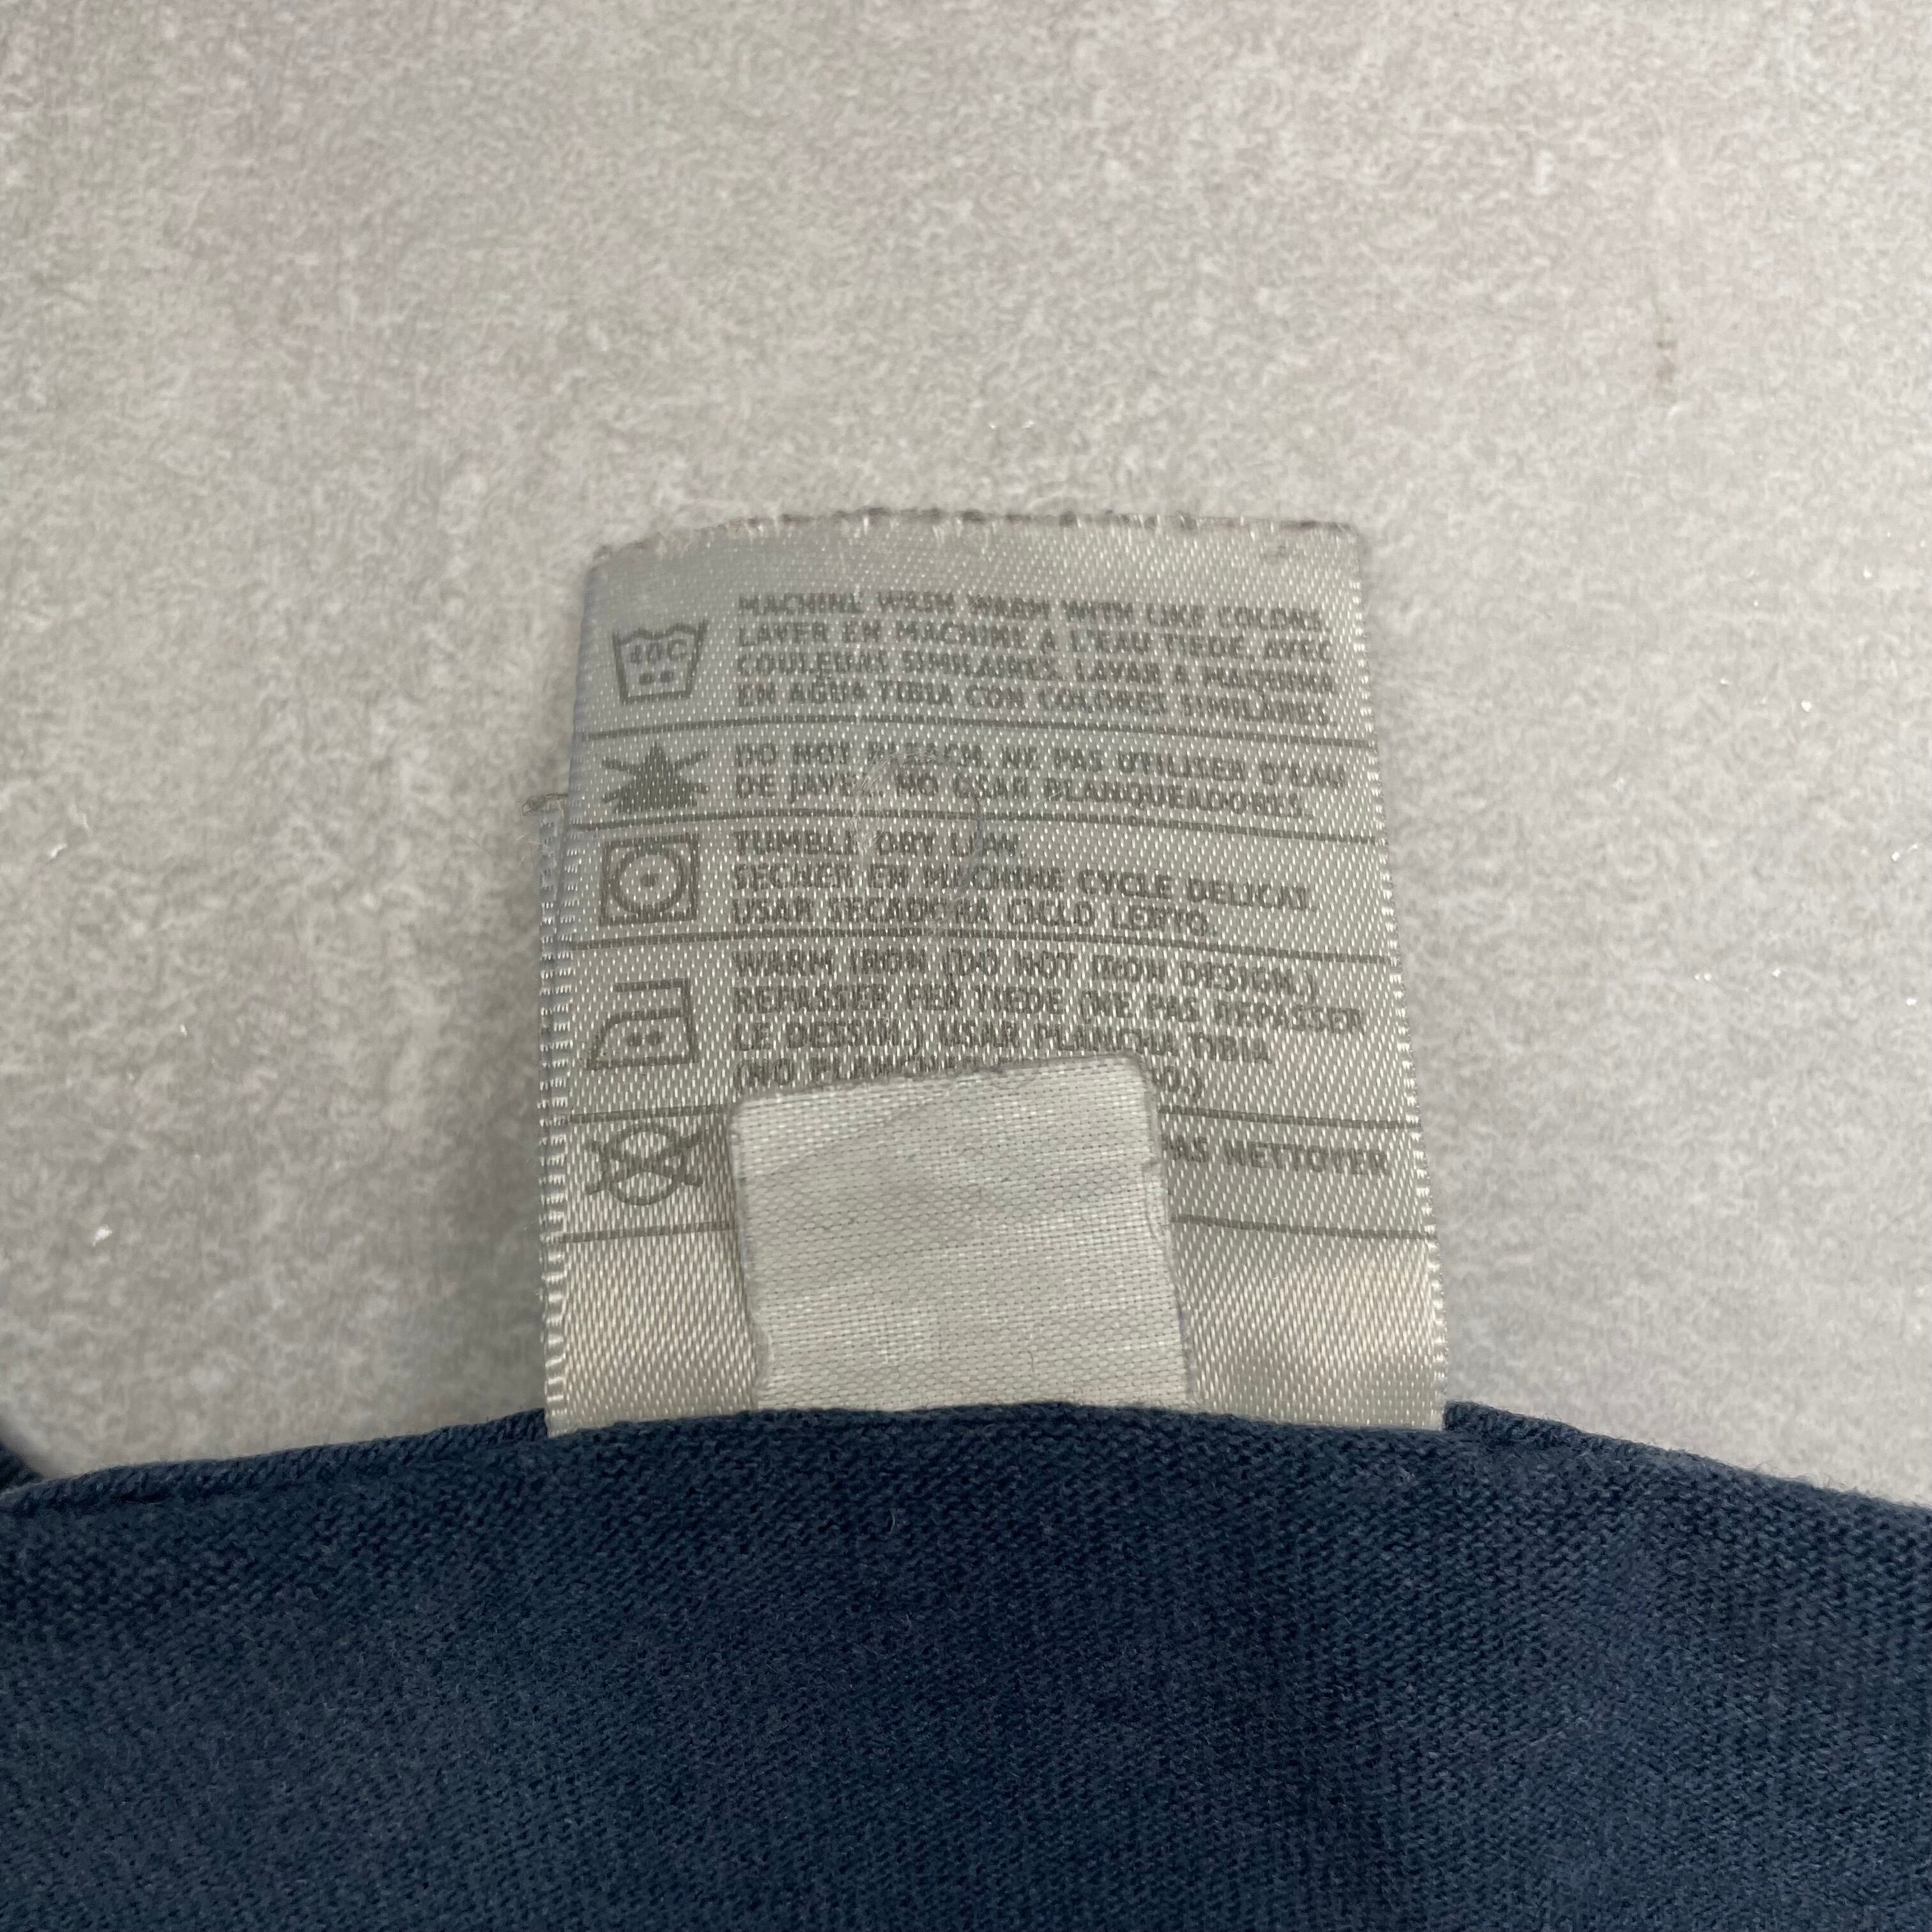 40C
MACHINE WASH WARM WITH LIKE COLORS.
LAVER EN MACHINE À L'EAU TIEDE AVEC
COULEURS SIMILAIRES. LAVAR A MAQUINA
EN AGUA TIBIA CON COLORES SIMILARES.
DO NOT BLEACH. NE PAS UTILISER D'EAU
DE JAVEL. NO USAR BLANQUEADORES.
TUMBLE DRY LOW.
SECHER EN MACHINE CYCLE DELICAT.
USAR SECADORA CICLO LENTO.
WARM IRON (DO NOT IRON DESIGN.)
REPASSER FER TIEDE (NE PAS REPASSER
LE DESSIN.) USAR PLANCHA TIBIA
(NO
NETTOYER